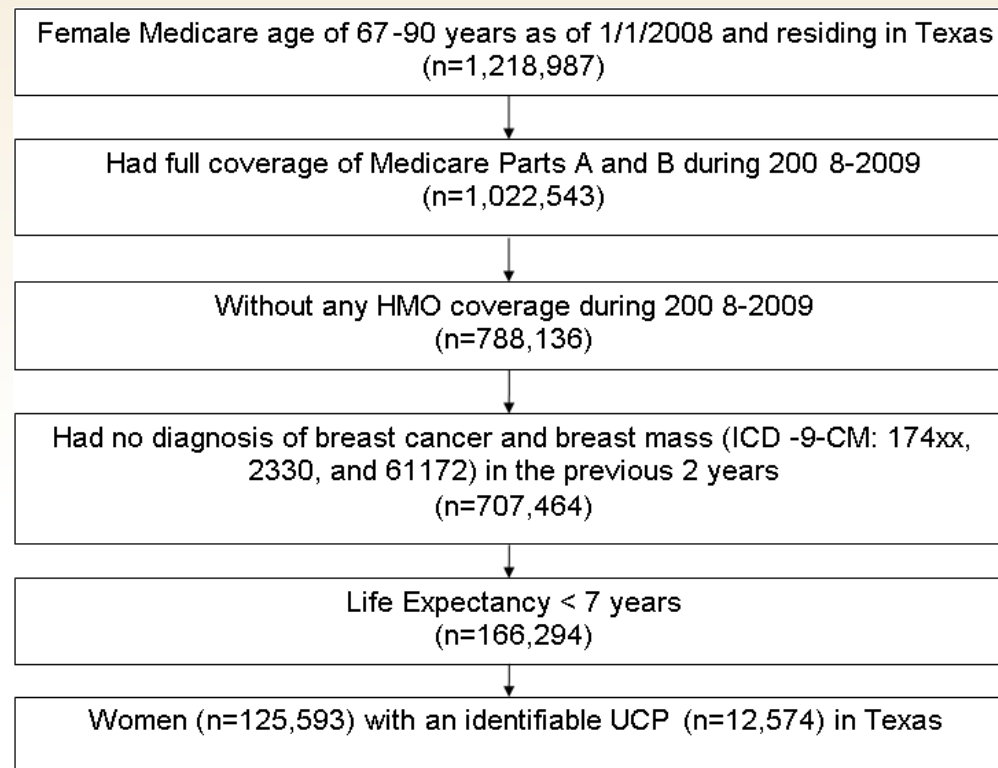 Female Medicare age of 67-90 years as of 1/1/2008 and residing in Texas
(n=1,218,987)
Had full coverage of Medicare Parts A and B during 200 8-2009
(n=1,022,543)
Without any HMO coverage during 200 8-2009
(n=788,136)
Had no diagnosis of breast cancer and breast mass (ICD -9-CM: 174xx,
2330, and 61172) in the previous 2 years
(n=707,464)
Life Expectancy < 7 years
(n=166,294)
Women (n=125,593) with an identifiable UCP (n=12,574) in Texas